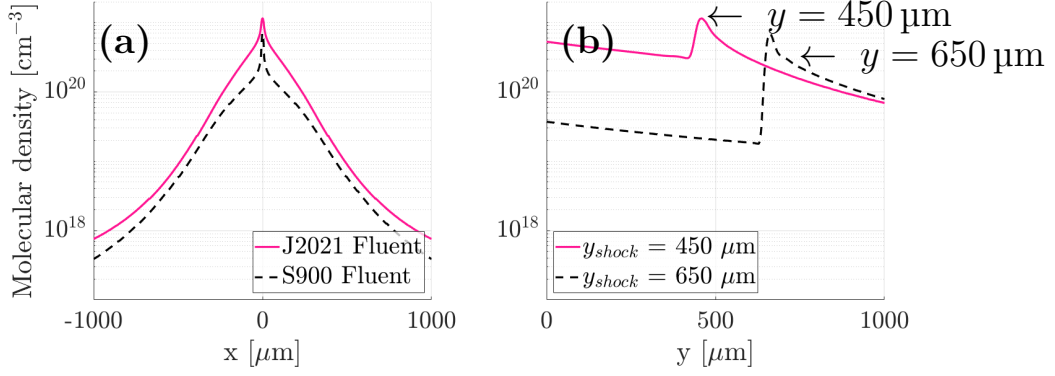 (a)
Molecular density [cm⁻³]
10²⁰
10¹⁸
J2021 Fluent
S900 Fluent
-1000 0 1000
x [μm]
(b)
← y = 450 μm
← y = 650 μm
10²⁰
10¹⁸
y_shock = 450 μm
y_shock = 650 μm
0 500 1000
y [μm]